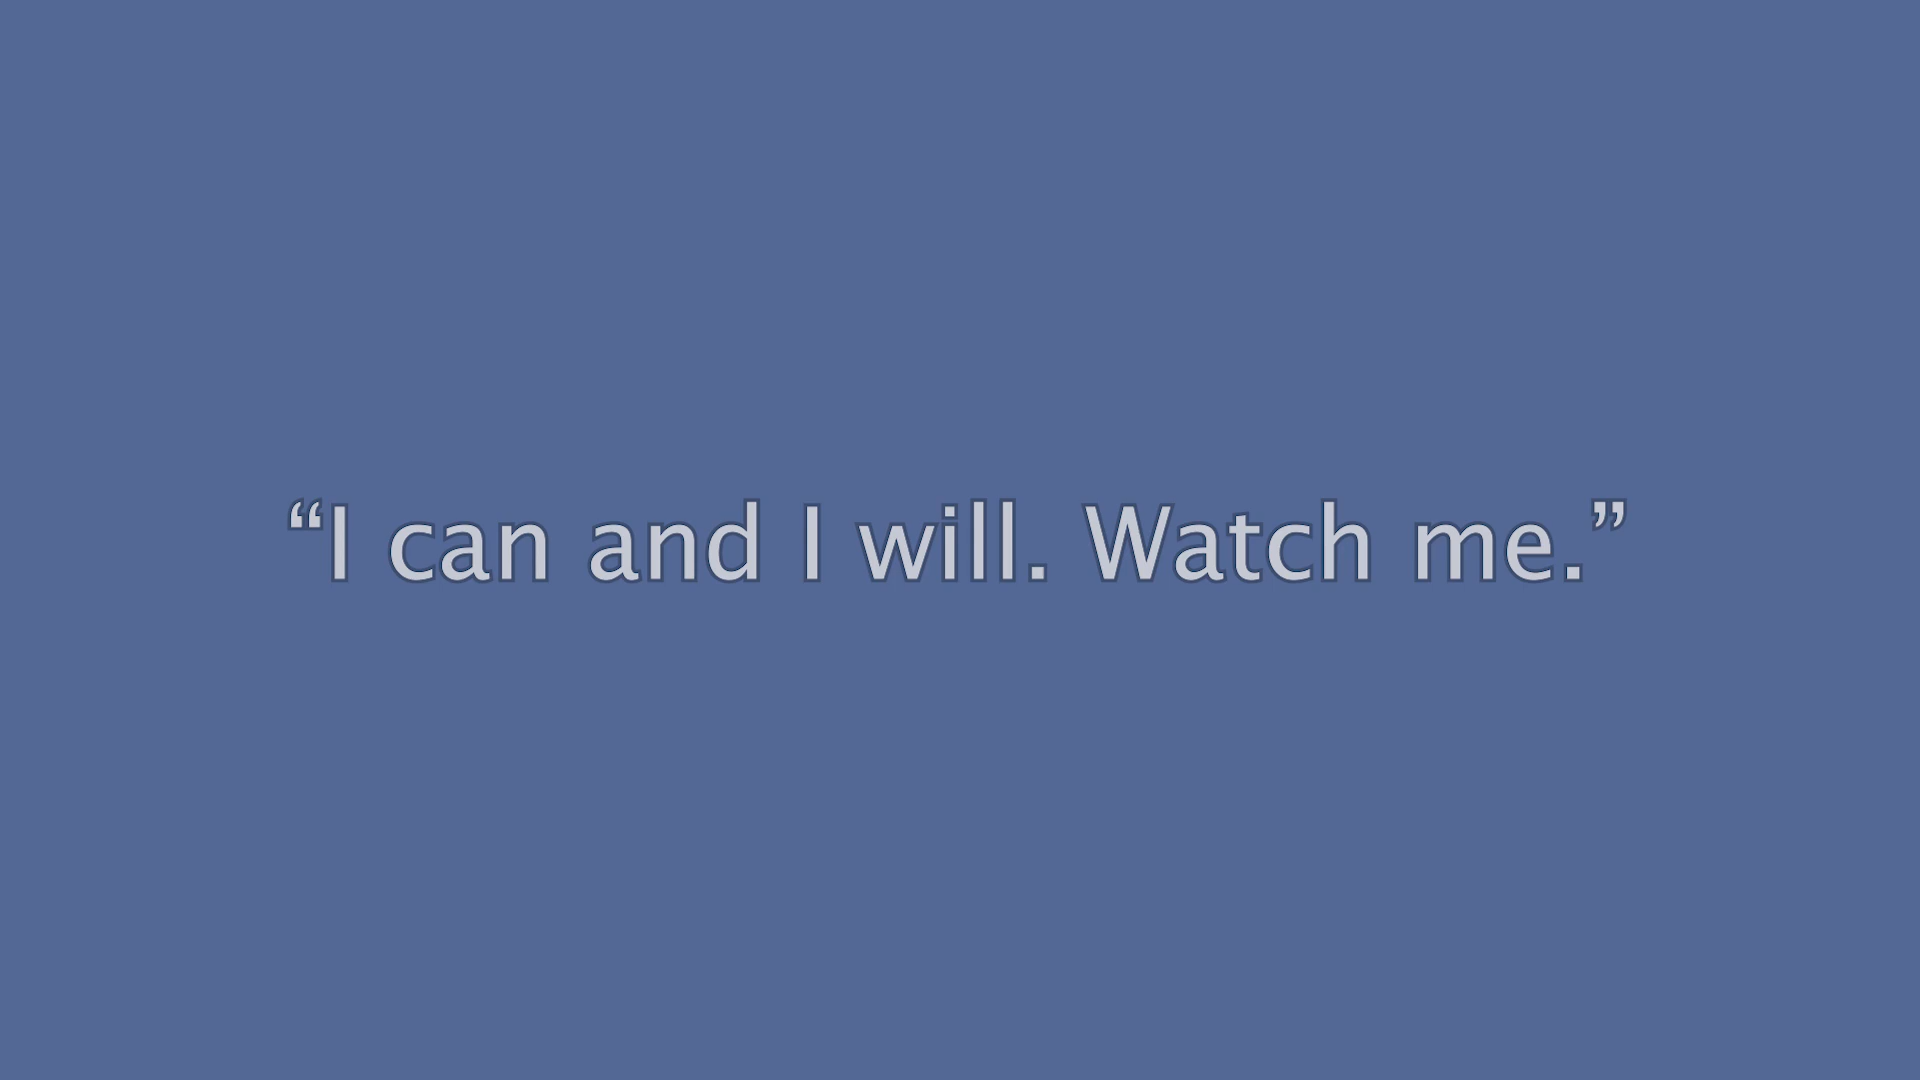 “I can and I will. Watch me.”